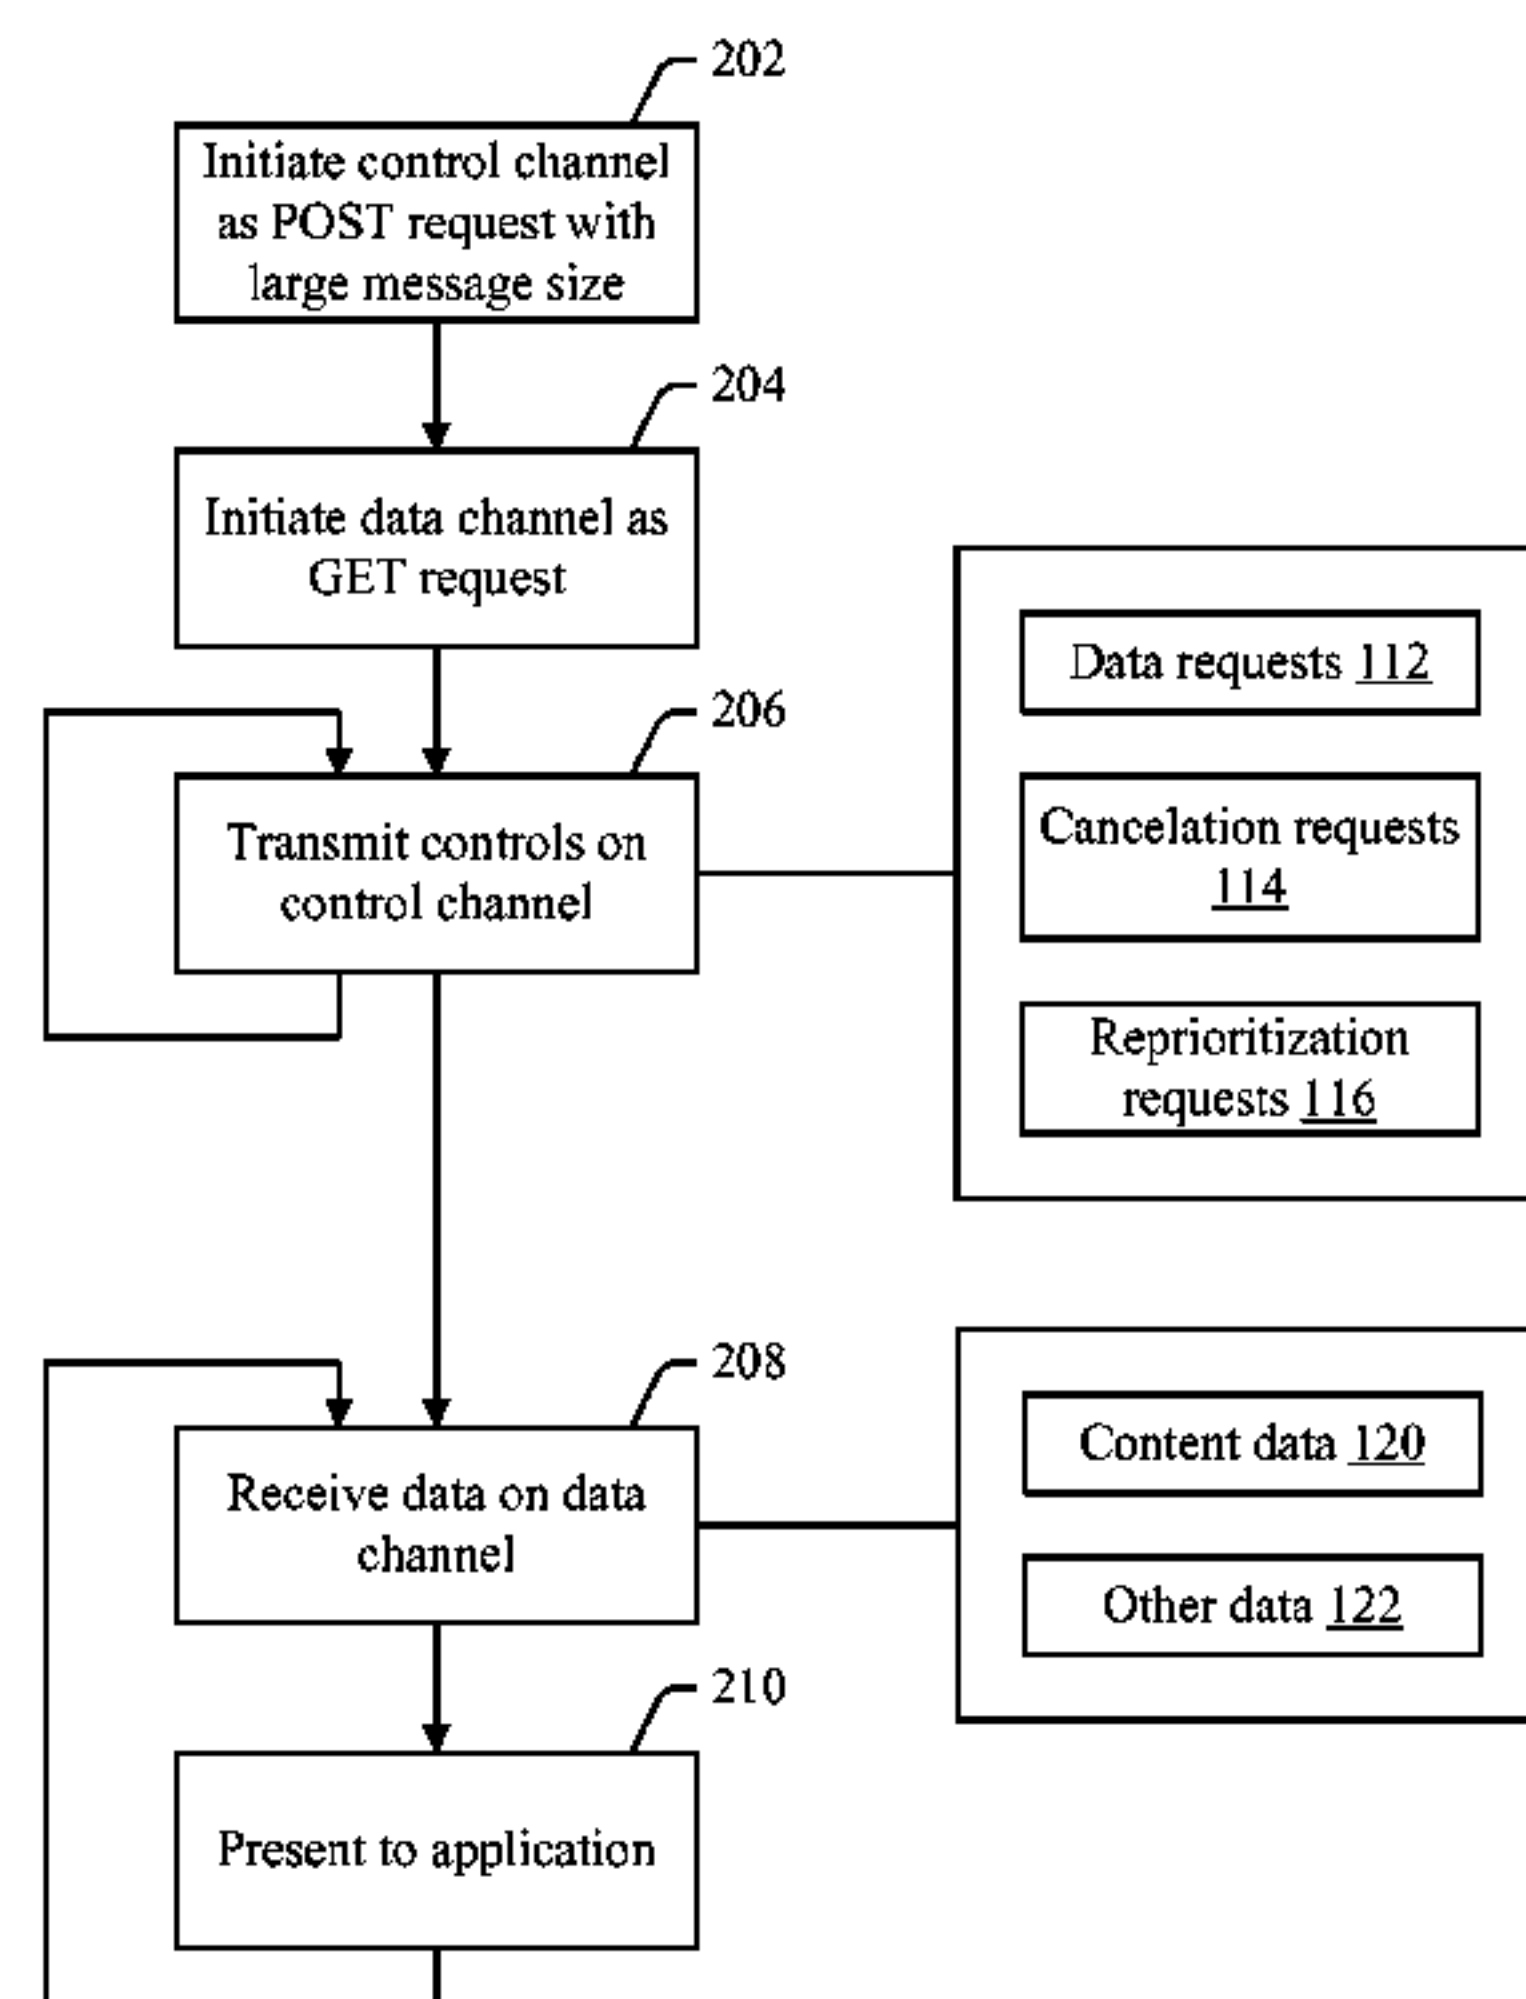 202
Initiate control channel
as POST request with
large message size
204
Initiate data channel as
GET request
206
Transmit controls on
control channel
Data requests 112
Cancelation requests
114
Reprioritization
requests 116
208
Receive data on data
channel
Content data 120
Other data 122
210
Present to application